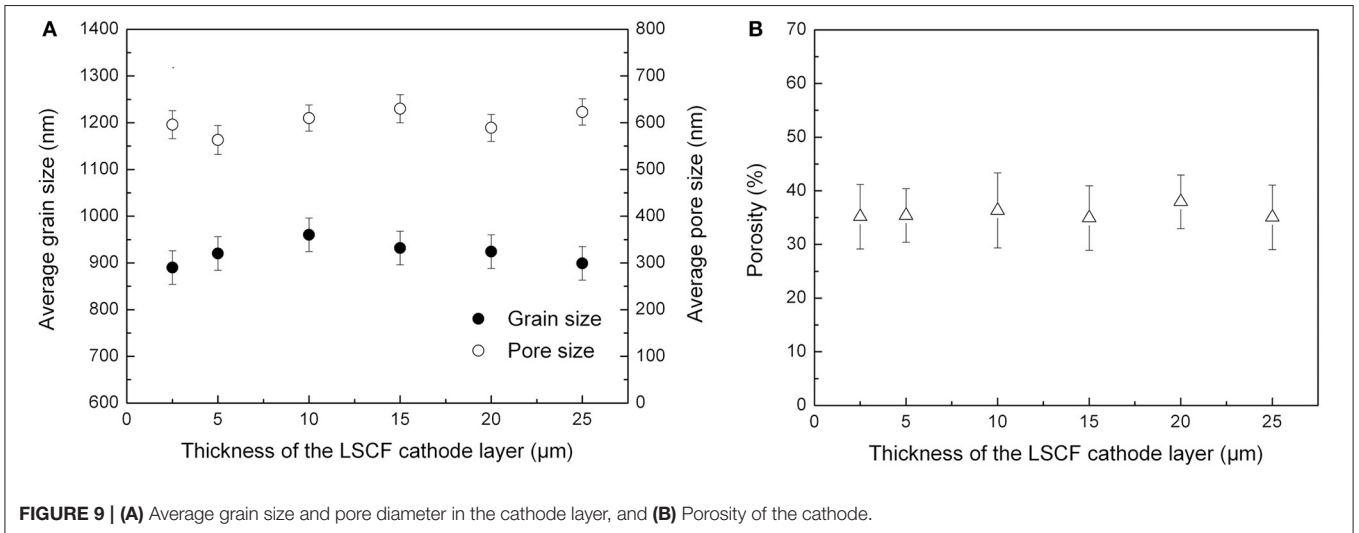 A
1400
1300
1200
1100
1000
900
800
700
600
Average grain size (nm)
800
700
600
500
400
300
200
100
0
Average pore size (nm)
Grain size
Pore size
0 5 10 15 20 25
Thickness of the LSCF cathode layer (µm)
B
70
60
50
40
30
20
10
0
Porosity (%)
0 5 10 15 20 25
Thickness of the LSCF cathode layer (µm)
FIGURE 9 | (A) Average grain size and pore diameter in the cathode layer, and (B) Porosity of the cathode.